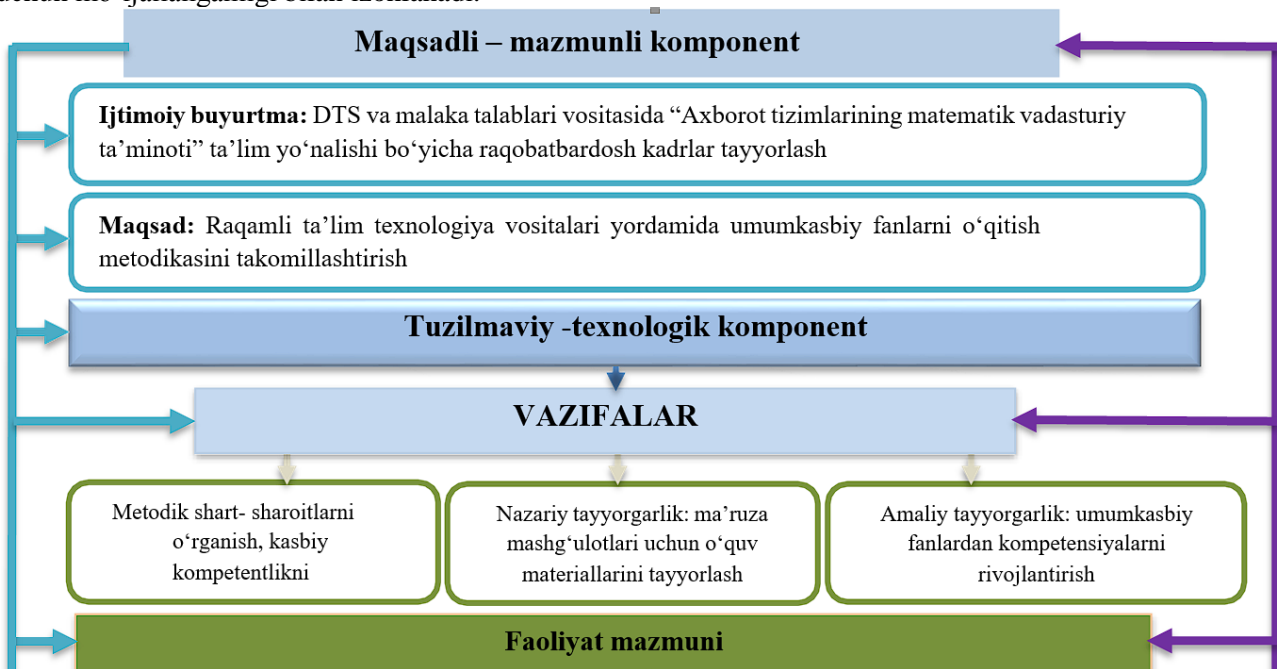 Maqsadli – mazmunli komponent
Ijtimoiy buyurtma: DTS va malaka talablari vositasida “Axborot tizimlarining matematik vadasturiy
ta’minoti” ta’lim yo‘nalishi bo‘yicha raqobatbardosh kadrlar tayyorlash
Maqsad: Raqamli ta’lim texnologiya vositalari yordamida umumkasbiy fanlarni o‘qitish
metodikasini takomillashtirish
Tuzilmaviy -texnologik komponent
VAZIFALAR
Metodik shart- sharoitlarni
o‘rganish, kasbiy
kompetentlikni
Nazariy tayyorgarlik: ma’ruza
mashg‘ulotlari uchun o‘quv
materiallarini tayyorlash
Amaliy tayyorgarlik: umumkasbiy
fanlardan kompetensiyalarni
rivojlantirish
Faoliyat mazmuni